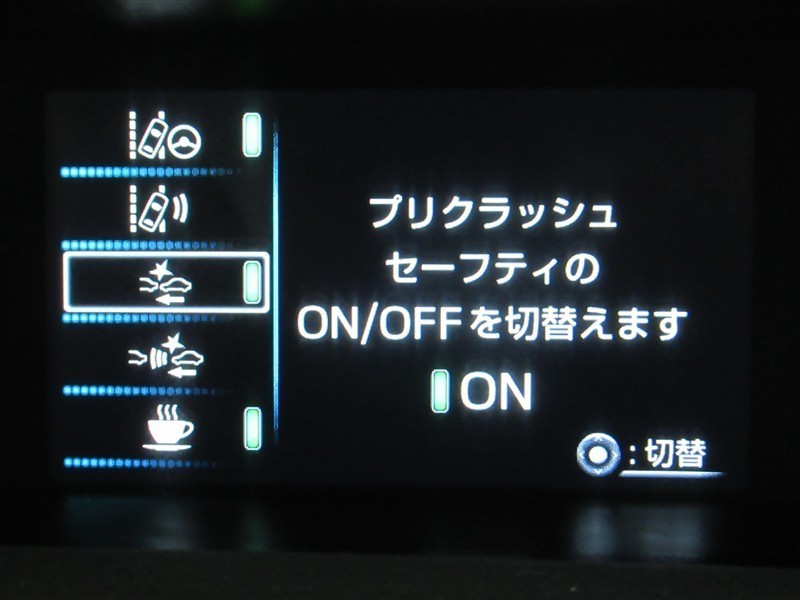 プリクラッシュ
セーフティの
ON/OFFを切替えます
ON
:切替